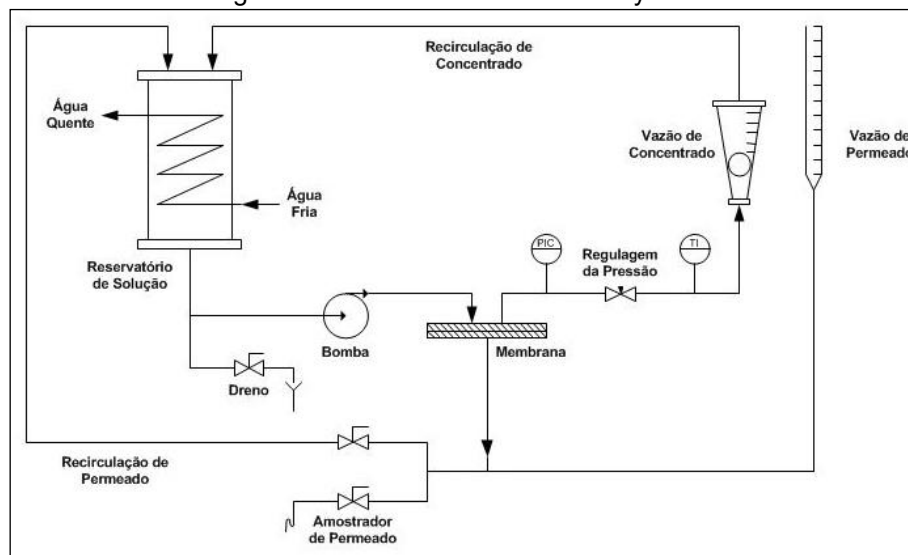 Recirculação de
Concentrado
Água
Quente
Vazão de
Concentrado
Vazão de
Permeado
Água
Fria
Reservatório
de Solução
PIC
Regulagem
da Pressão
TI
Bomba
Membrana
Dreno
Recirculação de
Permeado
Amostrador
de Permeado